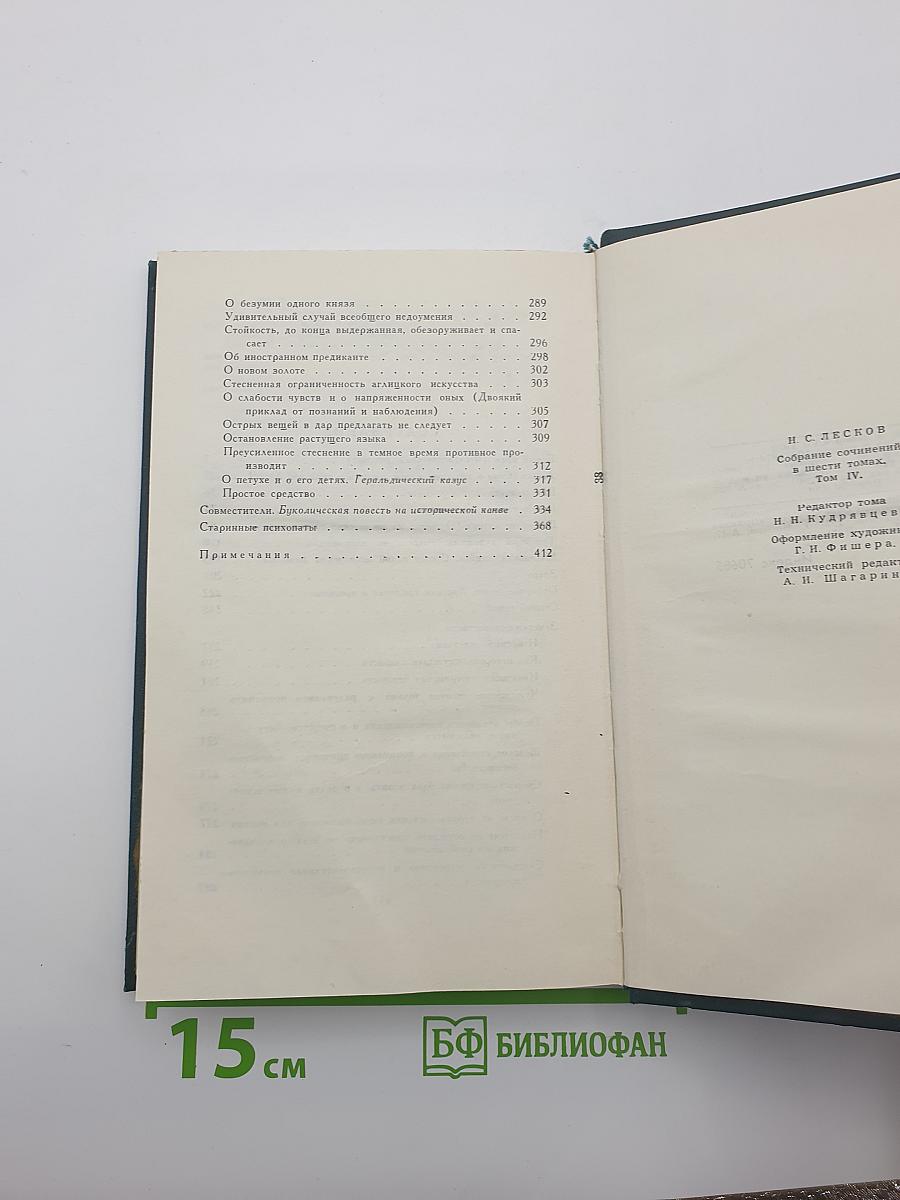 О безумии одного князя . . . . . . . . . . . . 289
Удивительный случай всеобщего недоумения . . . . . 292
Стойкость, до конца выдержанная, обезоруживает и спа-
сает . . . . . . . . . . . . . . . . . . . 296
Об иностранном предиканте . . . . . . . . . . . 298
О новом золоте . . . . . . . . . . . . . . . . 302
Стесненная ограниченность аглицкого искусства . . . 303
О слабости чувств и о напряженности оных (Двоякий
приклад от познаний и наблюдения) . . . . . . 305
Острых вещей в дар предлагать не следует . . . . . 307
Остановление растущего языка . . . . . . . . . . 309
Преусиленное стеснение в темное время противное про-
изводит . . . . . . . . . . . . . . . . . 312
О петухе и о его детях. Геральдический казус . . . . 317
Простое средство . . . . . . . . . . . . . . . 331
Совместители. Буколическая повесть на исторической канве . 334
Старинные психопаты . . . . . . . . . . . . . . . 368
Примечания . . . . . . . . . . . . . . . . . 412
Н. С. ЛЕСКОВ
Собрание сочинений
в шести томах.
Том IV.
Редактор тома
Н. Н. Кудрявцев
Оформление художни
Г. И. Фишера.
Технический редакт
А. И. Шагарин
15 см
БФ БИБЛИОФАН